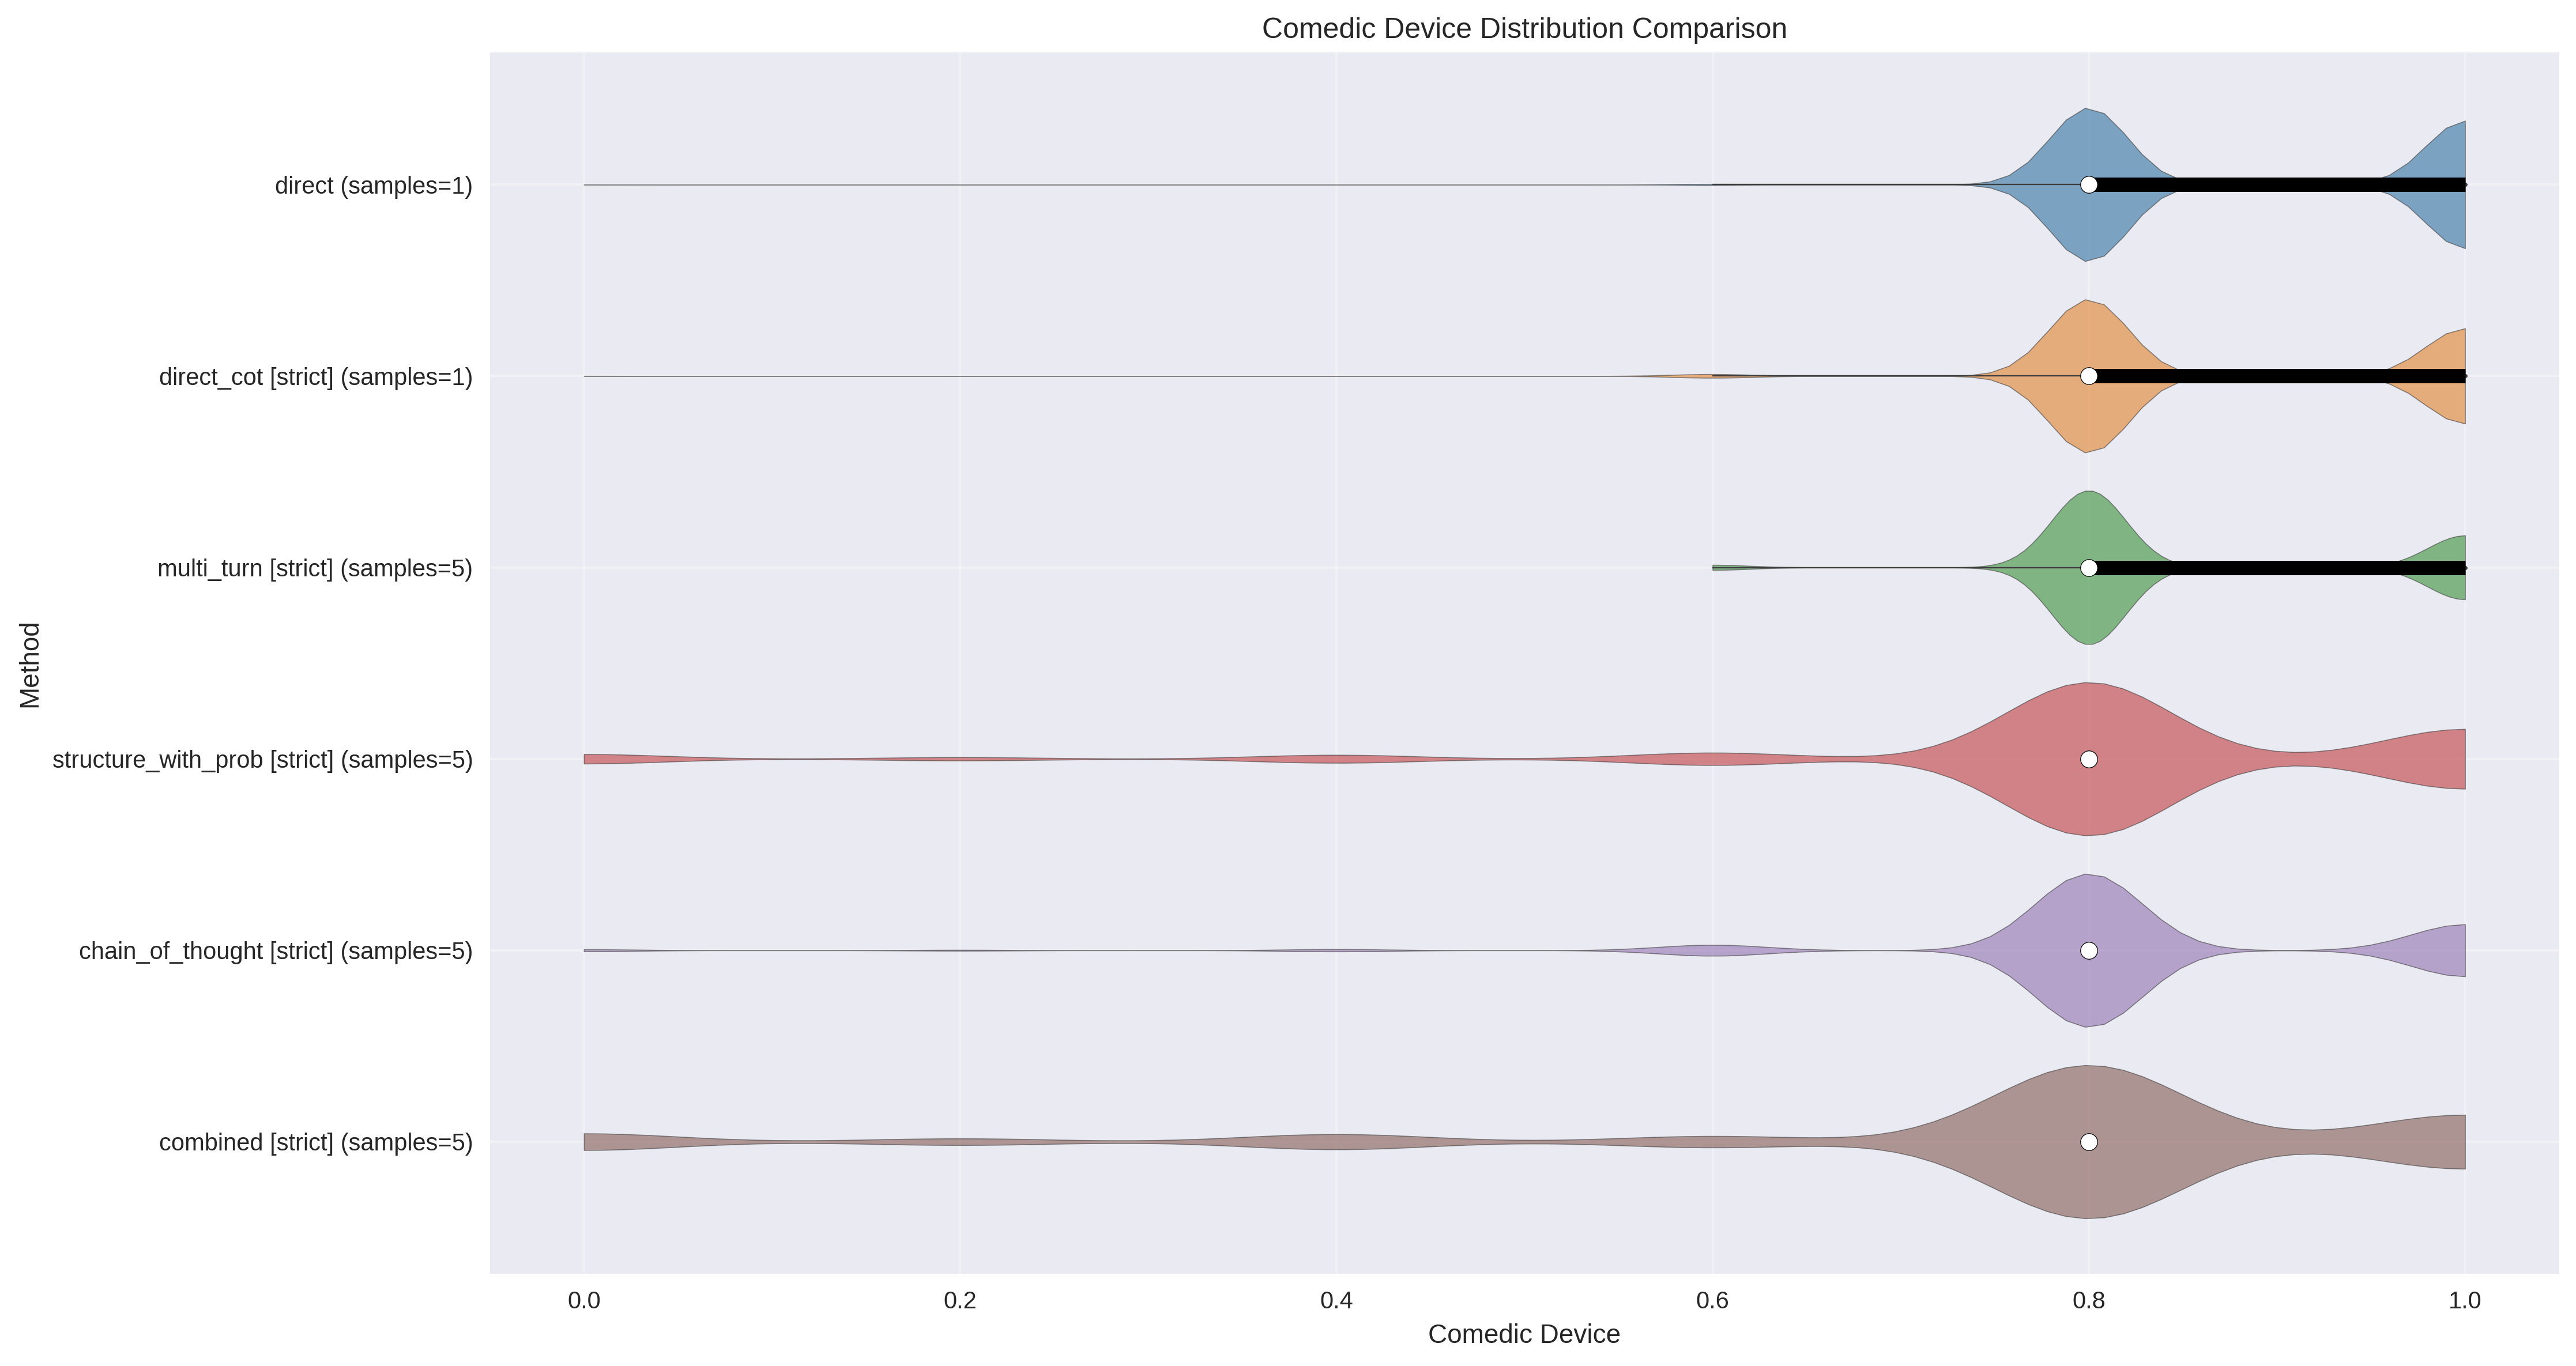 Comedic Device Distribution Comparison
Method
direct (samples=1)
direct_cot [strict] (samples=1)
multi_turn [strict] (samples=5)
structure_with_prob [strict] (samples=5)
chain_of_thought [strict] (samples=5)
combined [strict] (samples=5)
0.0 0.2 0.4 0.6 0.8 1.0
Comedic Device